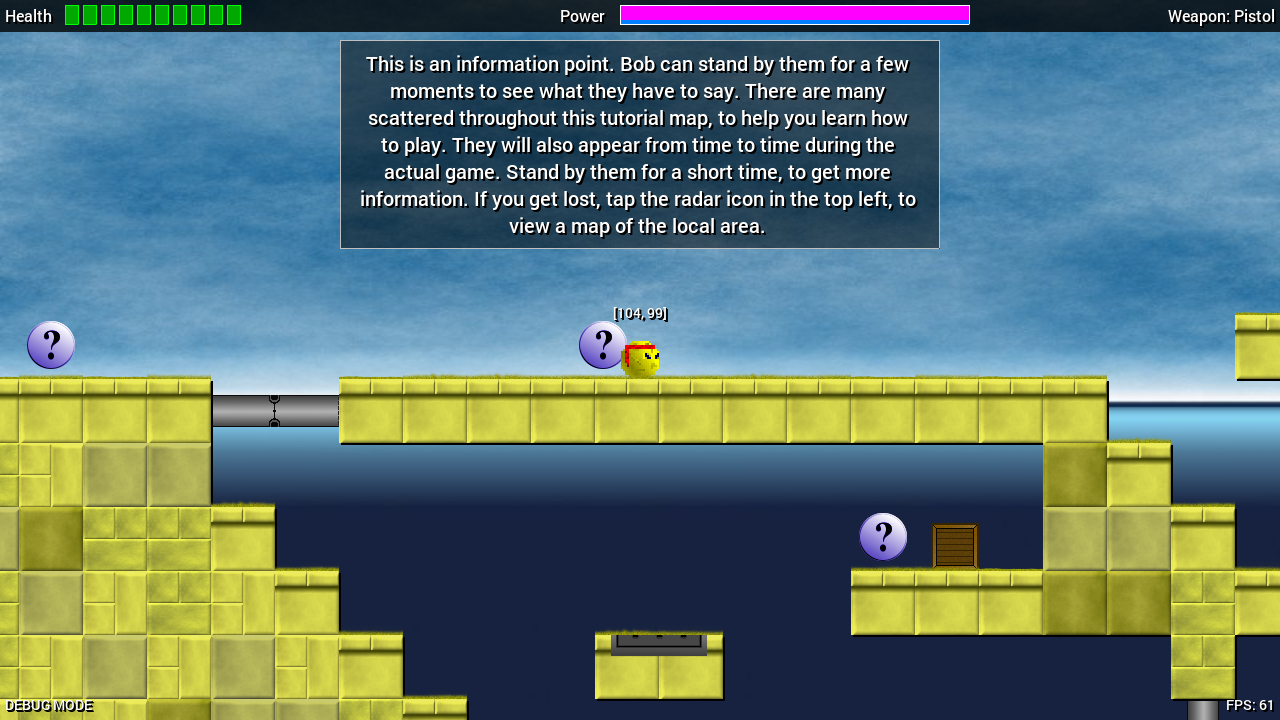 Health
Power
Weapon: Pistol
This is an information point. Bob can stand by them for a few
moments to see what they have to say. There are many
scattered throughout this tutorial map, to help you learn how
to play. They will also appear from time to time during the
actual game. Stand by them for a short time, to get more
information. If you get lost, tap the radar icon in the top left, to
view a map of the local area.
[104, 99]
?
?
?
DEBUG MODE
FPS: 61